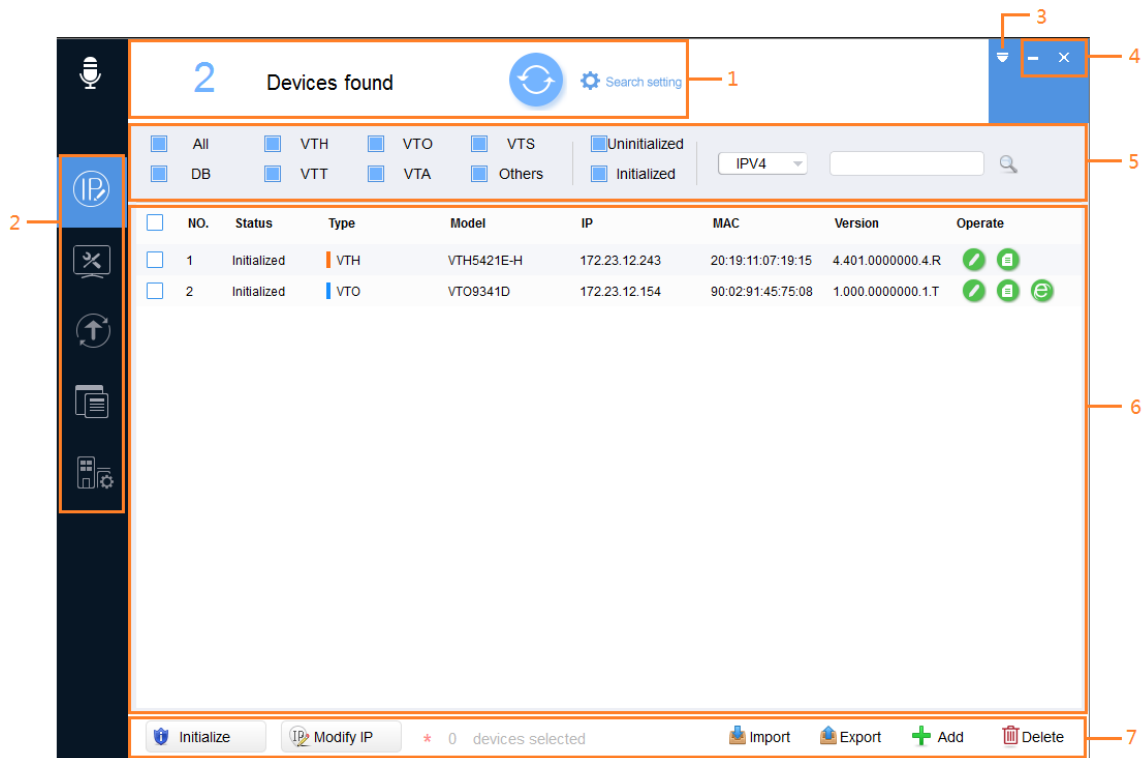 3
4
2 Devices found Search setting 1
All VTH VTO VTS Uninitialized
DB VTT VTA Others Initialized
IPV4
5
2
IP
NO. Status Type Model IP MAC Version Operate
1 Initialized VTH VTH5421E-H 172.23.12.243 20:19:11:07:19:15 4.401.0000000.4.R
2 Initialized VTO VTO9341D 172.23.12.154 90:02:91:45:75:08 1.000.0000000.1.T
6
Initialize IP Modify IP * 0 devices selected Import Export Add Delete
7